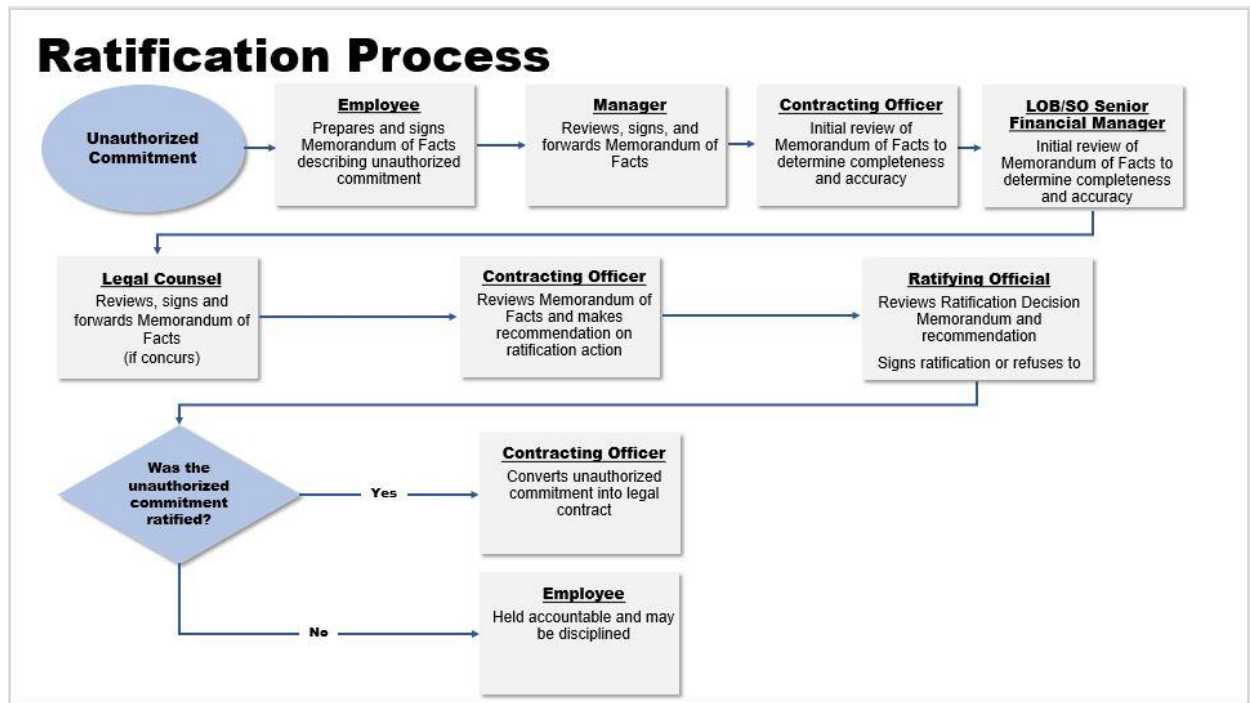 Ratification Process
Unauthorized
Commitment
Employee
Prepares and signs
Memorandum of Facts
describing unauthorized
commitment
Manager
Reviews, signs, and
forwards Memorandum of
Facts
Contracting Officer
Initial review of
Memorandum of Facts to
determine completeness
and accuracy
LOB/SO Senior
Financial Manager
Initial review of
Memorandum of Facts to
determine completeness
and accuracy
Legal Counsel
Reviews, signs and
forwards Memorandum of
Facts
(if concurs)
Contracting Officer
Reviews Memorandum of
Facts and makes
recommendation on
ratification action
Ratifying Official
Reviews Ratification Decision
Memorandum and
recommendation
Signs ratification or refuses to
Was the
unauthorized
commitment
ratified?
Yes
Contracting Officer
Converts unauthorized
commitment into legal
contract
No
Employee
Held accountable and may
be disciplined